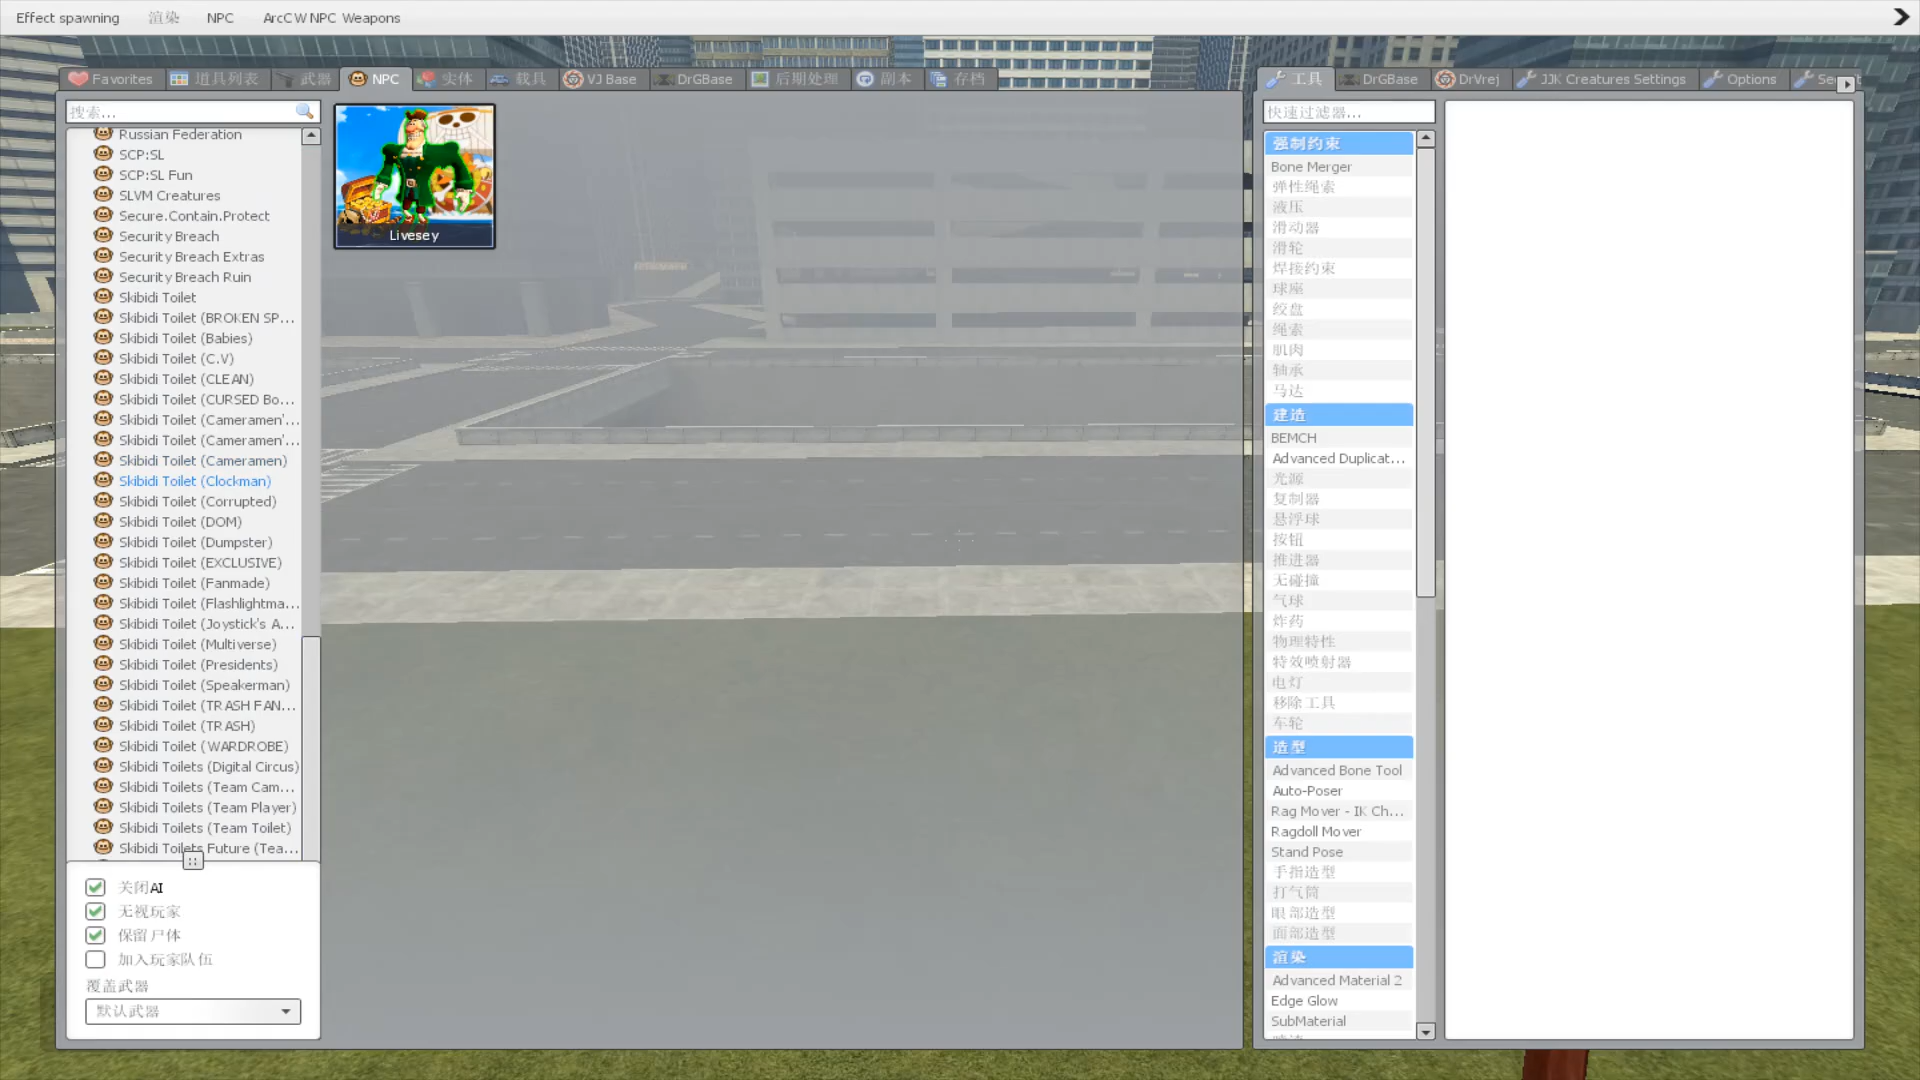 Effect spawning 渲染 NPC ArcCW NPC Weapons
Favorites 道具列表 武器 NPC 实体 载具 VJ Base DrGBase 后期处理 副本 存档
工具 DrGBase DrVrej JJK Creatures Settings Options
搜索...
Russian Federation
SCP:SL
SCP:SL Fun
SLVM Creatures
Secure.Contain.Protect
Security Breach
Security Breach Extras
Security Breach Ruin
Skibidi Toilet
Skibidi Toilet (BROKEN SP...
Skibidi Toilet (Babies)
Skibidi Toilet (C.V)
Skibidi Toilet (CLEAN)
Skibidi Toilet (CURSED Bo...
Skibidi Toilet (Cameramen'...
Skibidi Toilet (Cameramen'...
Skibidi Toilet (Cameramen)
Skibidi Toilet (Clockman)
Skibidi Toilet (Corrupted)
Skibidi Toilet (DOM)
Skibidi Toilet (Dumpster)
Skibidi Toilet (EXCLUSIVE)
Skibidi Toilet (Fanmade)
Skibidi Toilet (Flashlightma...
Skibidi Toilet (Joystick's A...
Skibidi Toilet (Multiverse)
Skibidi Toilet (Presidents)
Skibidi Toilet (Speakerman)
Skibidi Toilet (TRASH FAN...
Skibidi Toilet (TRASH)
Skibidi Toilet (WARDROBE)
Skibidi Toilets (Digital Circus)
Skibidi Toilets (Team Cam...
Skibidi Toilets (Team Player)
Skibidi Toilets (Team Toilet)
Skibidi Toilets Future (Tea...
关闭AI
无视玩家
保留尸体
加入玩家队伍
覆盖武器
默认武器
Livesey
快速过滤器...
强制约束
Bone Merger
弹性绳索
液压
滑动器
滑轮
焊接约束
球座
绞盘
绳索
肌肉
轴承
马达
建造
BEMCH
Advanced Duplicat...
光源
复制器
悬浮球
按钮
推进器
无碰撞
气球
炸药
物理特性
特效喷射器
电灯
移除工具
车轮
造型
Advanced Bone Tool
Auto-Poser
Rag Mover - IK Ch...
Ragdoll Mover
Stand Pose
手指造型
打气筒
眼部造型
面部造型
渲染
Advanced Material 2
Edge Glow
SubMaterial